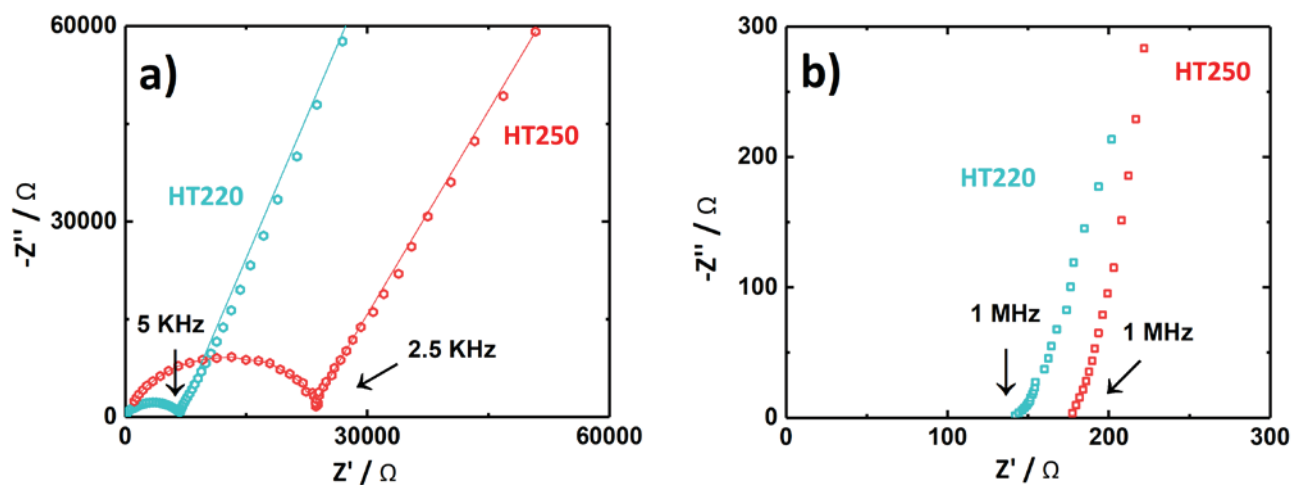 a)
60000
30000
0
-Z'' / Ω
HT220
HT250
5 KHz
2.5 KHz
0
30000
60000
Z' / Ω
b)
300
200
100
0
-Z'' / Ω
HT250
HT220
1 MHz
1 MHz
0
100
200
300
Z' / Ω